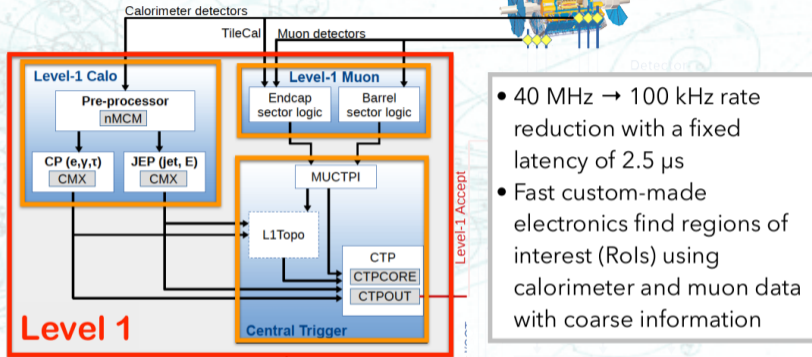 Calorimeter detectors
TileCal
Muon detectors
Detector
Level-1 Calo
Pre-processor
nMCM
CP (e,γ,τ)
CMX
JEP (jet, E)
CMX
Level-1 Muon
Endcap
sector logic
Barrel
sector logic
MUCTPI
L1Topo
CTP
CTPCORE
CTPOUT
Central Trigger
Level 1
Level-1 Accept
• 40 MHz → 100 kHz rate
reduction with a fixed
latency of 2.5 μs
• Fast custom-made
electronics find regions of
interest (RoIs) using
calorimeter and muon data
with coarse information